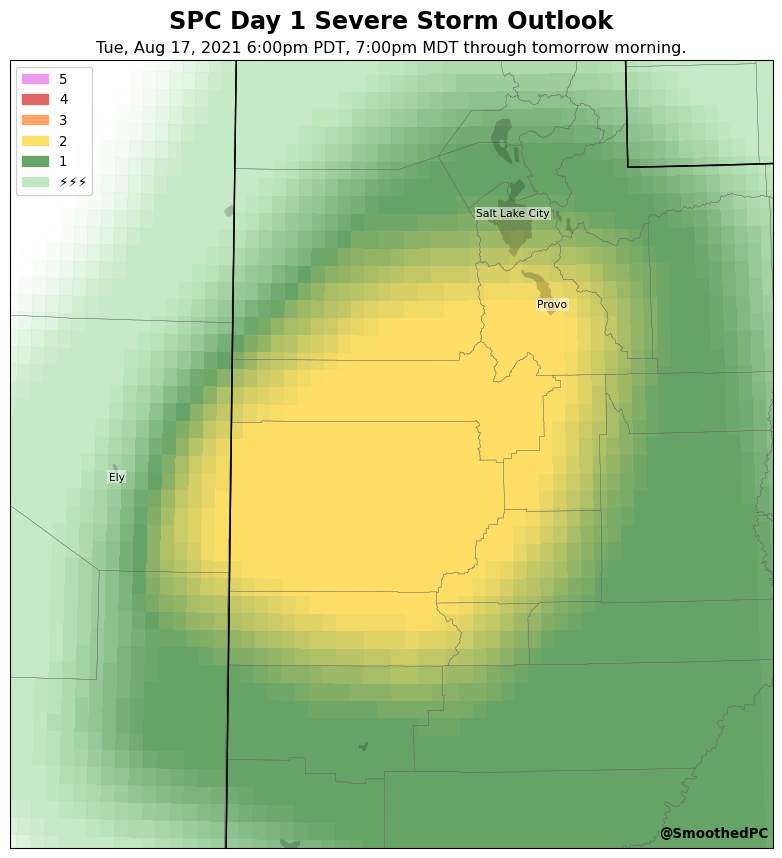 SPC Day 1 Severe Storm Outlook
Tue, Aug 17, 2021 6:00pm PDT, 7:00pm MDT through tomorrow morning.
5
4
3
2
1
⚡⚡⚡
Salt Lake City
Provo
Ely
@SmoothedPC